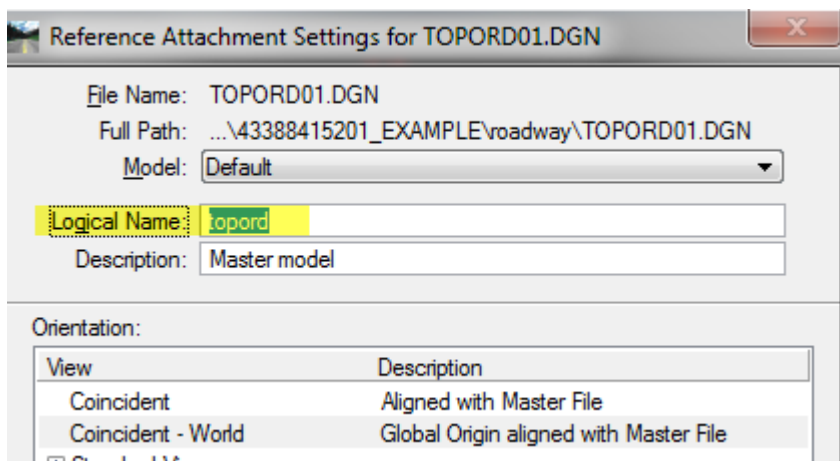 Reference Attachment Settings for TOPORD01.DGN
X
File Name: TOPORD01.DGN
Full Path: ...\43388415201_EXAMPLE\roadway\TOPORD01.DGN
Model: Default
Logical Name: topord
Description: Master model
Orientation:
View Description
Coincident Aligned with Master File
Coincident - World Global Origin aligned with Master File